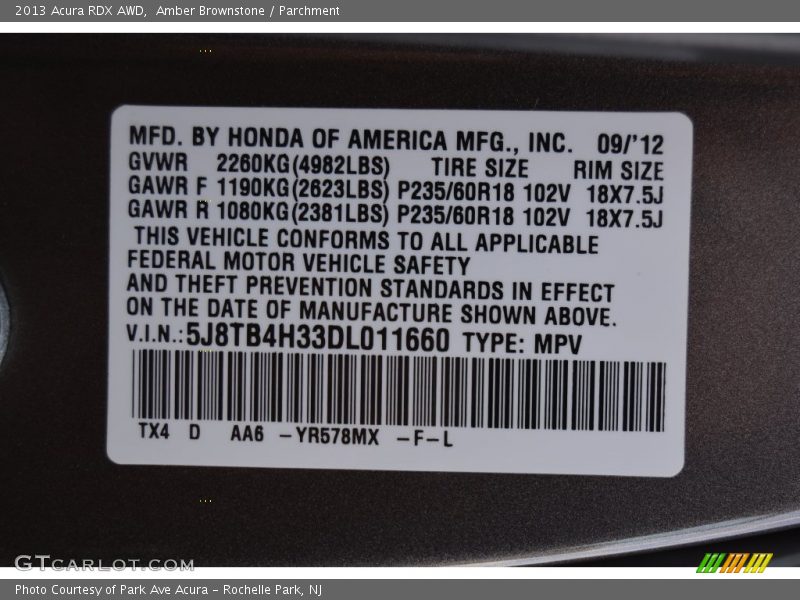 2013 Acura RDX AWD,  Amber Brownstone / Parchment
MFD. BY HONDA OF AMERICA MFG., INC. 09/'12
GVWR 2260KG(4982LBS) TIRE SIZE RIM SIZE
GAWR F 1190KG(2623LBS) P235/60R18 102V 18X7.5J
GAWR R 1080KG(2381LBS) P235/60R18 102V 18X7.5J
THIS VEHICLE CONFORMS TO ALL APPLICABLE
FEDERAL MOTOR VEHICLE SAFETY
AND THEFT PREVENTION STANDARDS IN EFFECT
ON THE DATE OF MANUFACTURE SHOWN ABOVE.
V.I.N.:5J8TB4H33DL011660 TYPE: MPV
TX4 D AA6 -YR578MX -F-L
GTCARLOT.COM
Photo Courtesy of Park Ave Acura - Rochelle Park, NJ